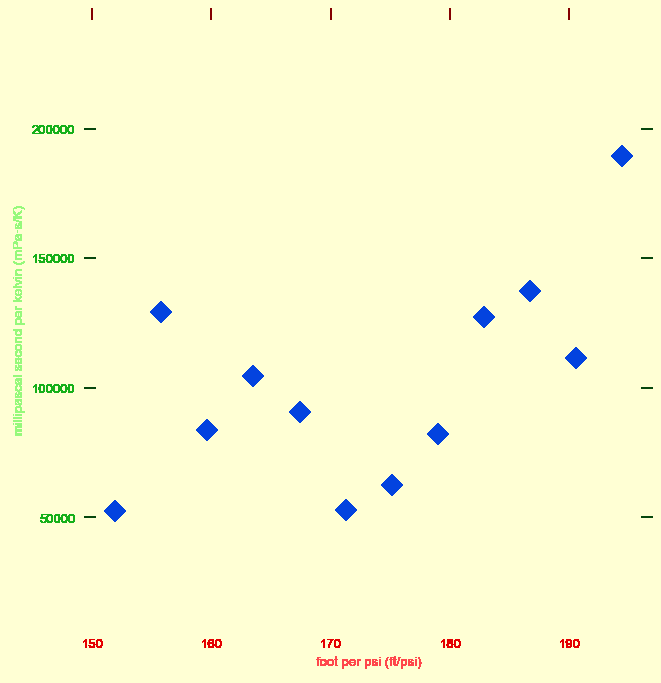 200000
150000
100000
50000
millipascal second per kelvin (mPa·s/K)
150 160 170 180 190
foot per psi (ft/psi)